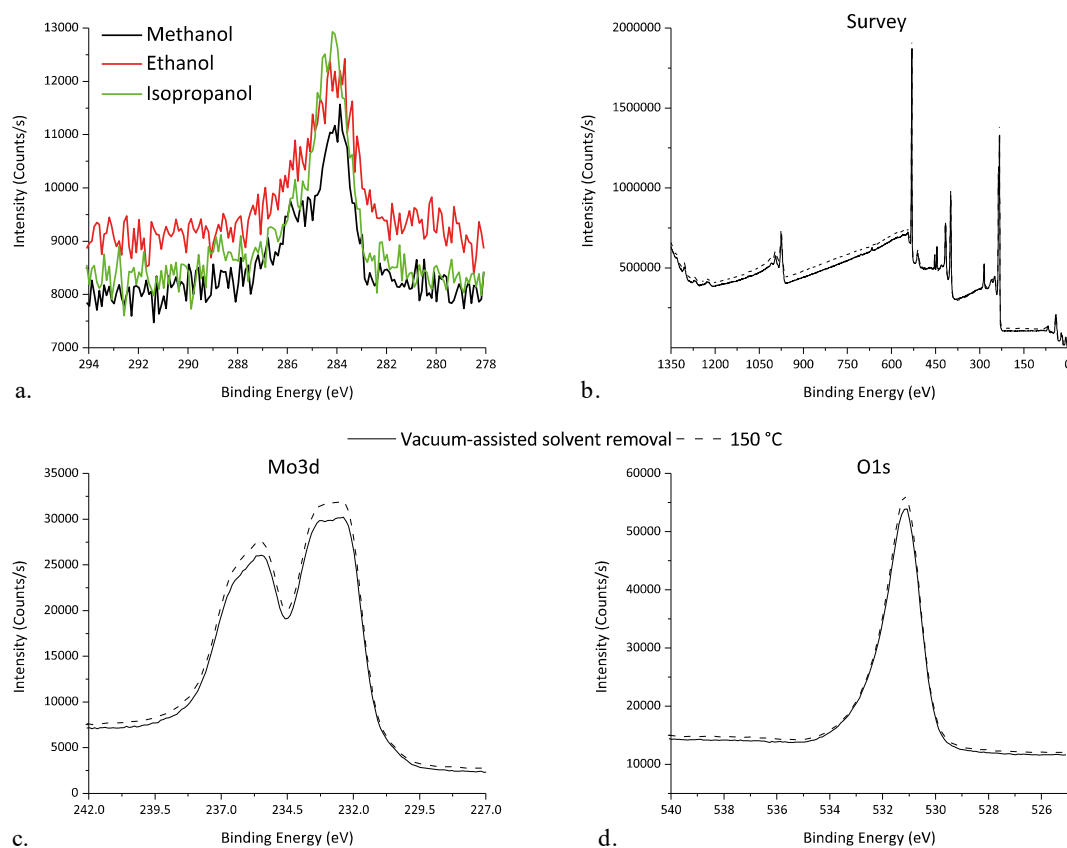 Methanol
Ethanol
Isopropanol
13000
12000
11000
10000
9000
8000
7000
Intensity (Counts/s)
294 292 290 288 286 284 282 280 278
Binding Energy (eV)
a.
Survey
2000000
1500000
1000000
500000
Intensity (Counts/s)
1350 1200 1050 900 750 600 450 300 150 0
Binding Energy (eV)
b.
Vacuum-assisted solvent removal 150 °C
Mo3d
35000
30000
25000
20000
15000
10000
5000
0
Intensity (Counts/s)
242.0 239.5 237.0 234.5 232.0 229.5 227.0
Binding Energy (eV)
c.
O1s
60000
50000
40000
30000
20000
10000
Intensity (Counts/s)
540 538 536 534 532 530 528 526
Binding Energy (eV)
d.